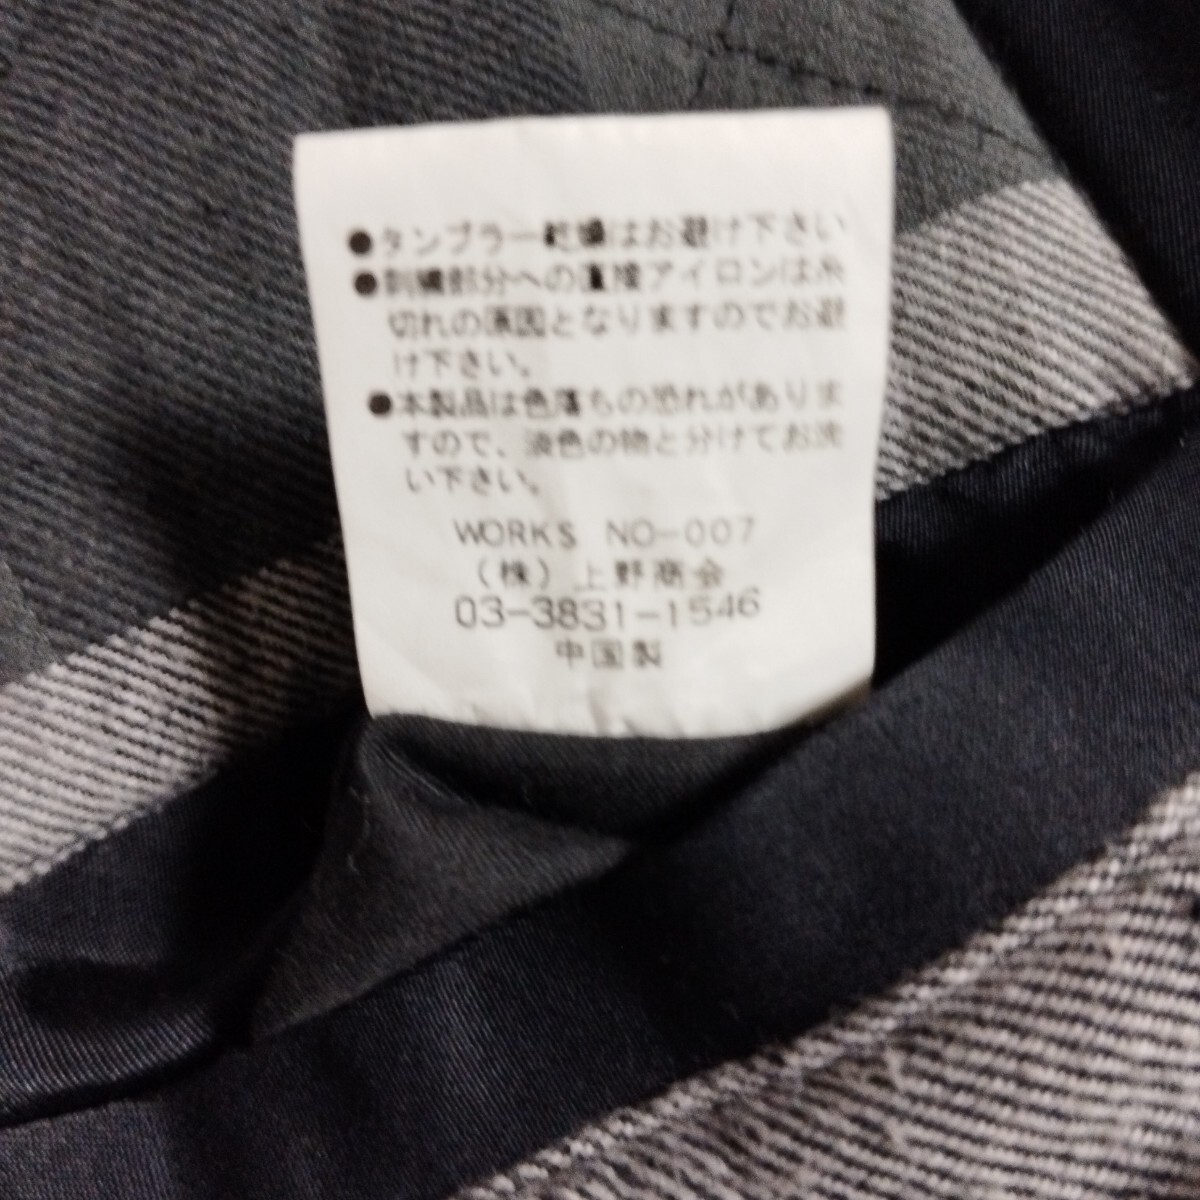 ●タンブラー乾燥はお避け下さい
●刺繍部分への直接アイロンは糸
切れの原因となりますのでお避
け下さい。
●本製品は色落ちの恐れがありま
すので、淡色の物と分けてお洗
い下さい。
WORKS NO-007
(株)上野商会
03-3831-1546
中国製